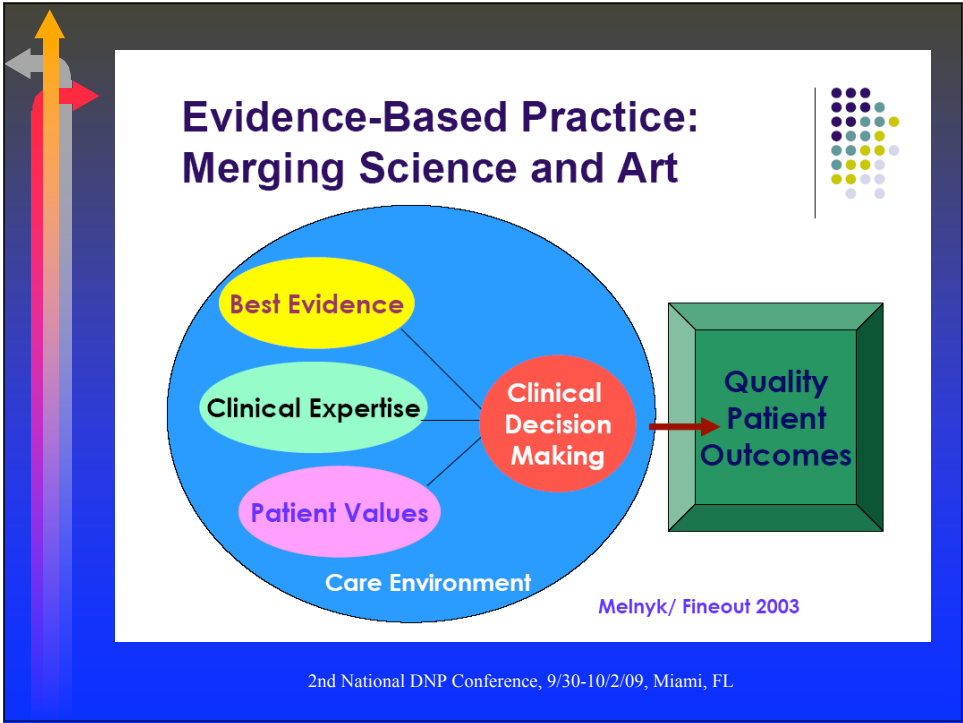 Evidence-Based Practice:
Merging Science and Art
Best Evidence
Clinical Expertise
Patient Values
Clinical
Decision
Making
Quality
Patient
Outcomes
Care Environment
Melnyk/ Fineout 2003
2nd National DNP Conference, 9/30-10/2/09, Miami, FL